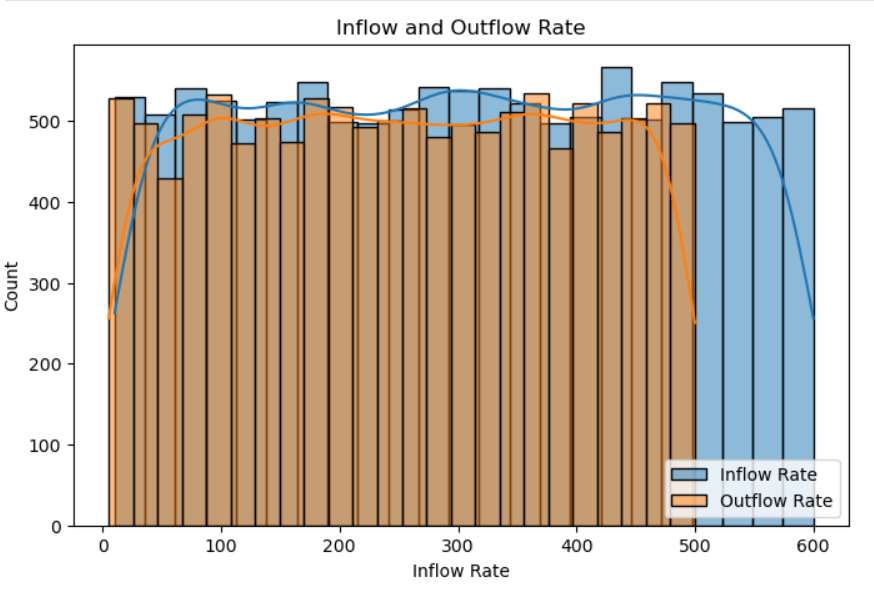 Inflow and Outflow Rate
Count
500
400
300
200
100
0
0 100 200 300 400 500 600
Inflow Rate
Inflow Rate
Outflow Rate